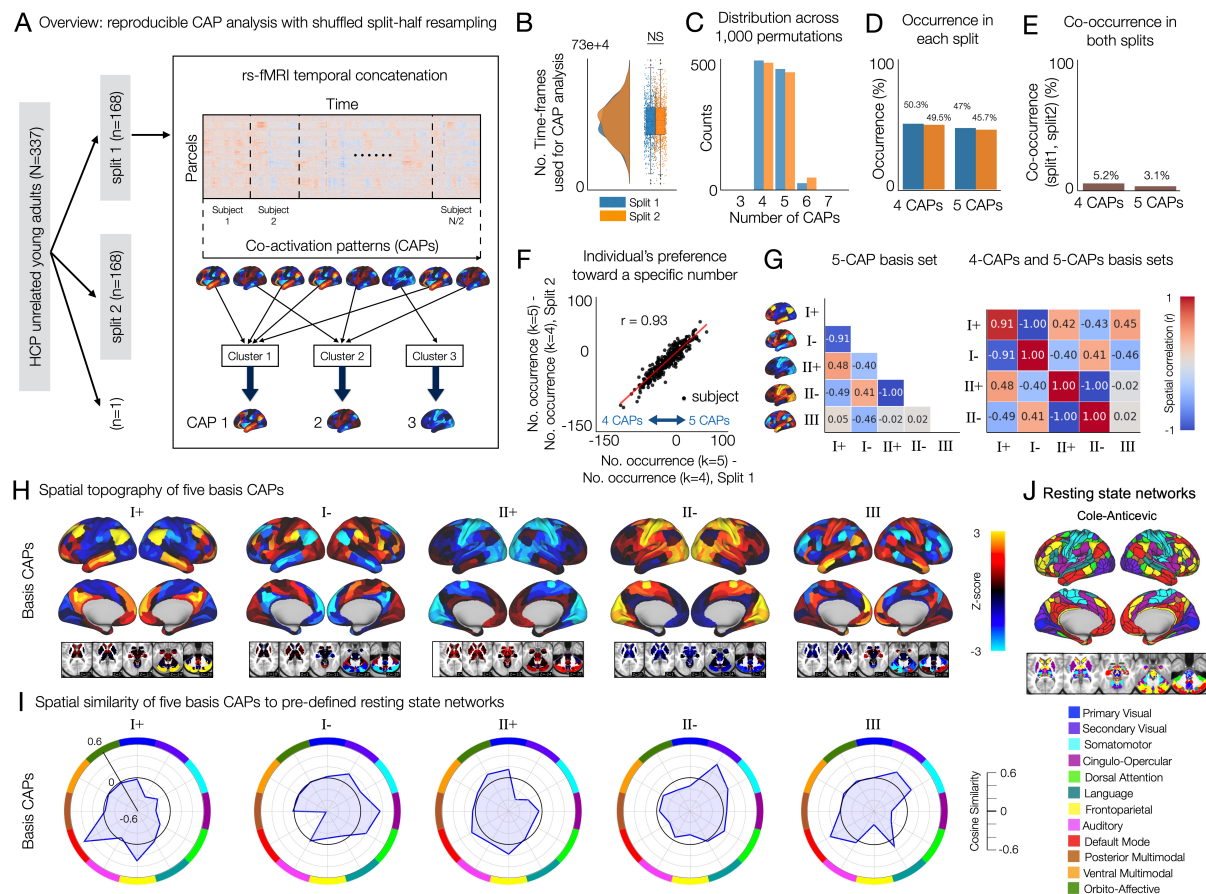 A Overview: reproducible CAP analysis with shuffled split-half resampling
HCP unrelated young adults (N=337)
split 1 (n=168)
split 2 (n=168)
(n=1)
rs-fMRI temporal concatenation
Time
Parcels
Subject 1
Subject 2
Subject N/2
Co-activation patterns (CAPs)
Cluster 1
Cluster 2
Cluster 3
CAP 1
2
3
B
NS
73e+4
0
No. Time-frames
used for CAP analysis
Split 1
Split 2
C Distribution across
1,000 permutations
500
0
Counts
3 4 5 6 7
Number of CAPs
D Occurrence in
each split
100
0
Occurrence (%)
50.3%
49.5%
47%
45.7%
4 CAPs 5 CAPs
E Co-occurrence in
both splits
100
0
Co-occurrence (%)
(split1, split2)
5.2%
3.1%
4 CAPs 5 CAPs
F Individual's preference
toward a specific number
No. occurrence (k=5) -
No. occurrence (k=4), Split 2
100
0
-150
r = 0.93
subject
4 CAPs 5 CAPs
-150 0 100
No. occurrence (k=5) -
No. occurrence (k=4), Split 1
G 5-CAP basis set
I+
I-
II+
II-
III
-0.91
0.48 -0.40
-0.49 0.41 -1.00
0.05 -0.46 -0.02 0.02
I+ I- II+ II- III
4-CAPs and 5-CAPs basis sets
I+ 0.91 -1.00 0.42 -0.43 0.45
I- -0.91 1.00 -0.40 0.41 -0.46
II+ 0.48 -0.40 1.00 -1.00 -0.02
II- -0.49 0.41 -1.00 1.00 0.02
I+ I- II+ II- III
1
-1
Spatial correlation (r)
H Spatial topography of five basis CAPs
Basis CAPs
I+ I- II+ II- III
3
-3
Z-score
I Spatial similarity of five basis CAPs to pre-defined resting state networks
Basis CAPs
I+ I- II+ II- III
0.6
0
-0.6
0.6
-0.6
Cosine Similarity
J Resting state networks
Cole-Anticevic
Primary Visual
Secondary Visual
Somatomotor
Cingulo-Opercular
Dorsal Attention
Language
Frontoparietal
Auditory
Default Mode
Posterior Multimodal
Ventral Multimodal
Orbito-Affective